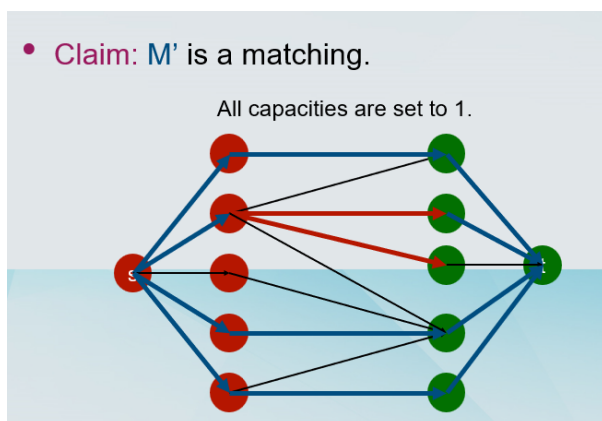 Claim: M’ is a matching.
All capacities are set to 1.
s
t